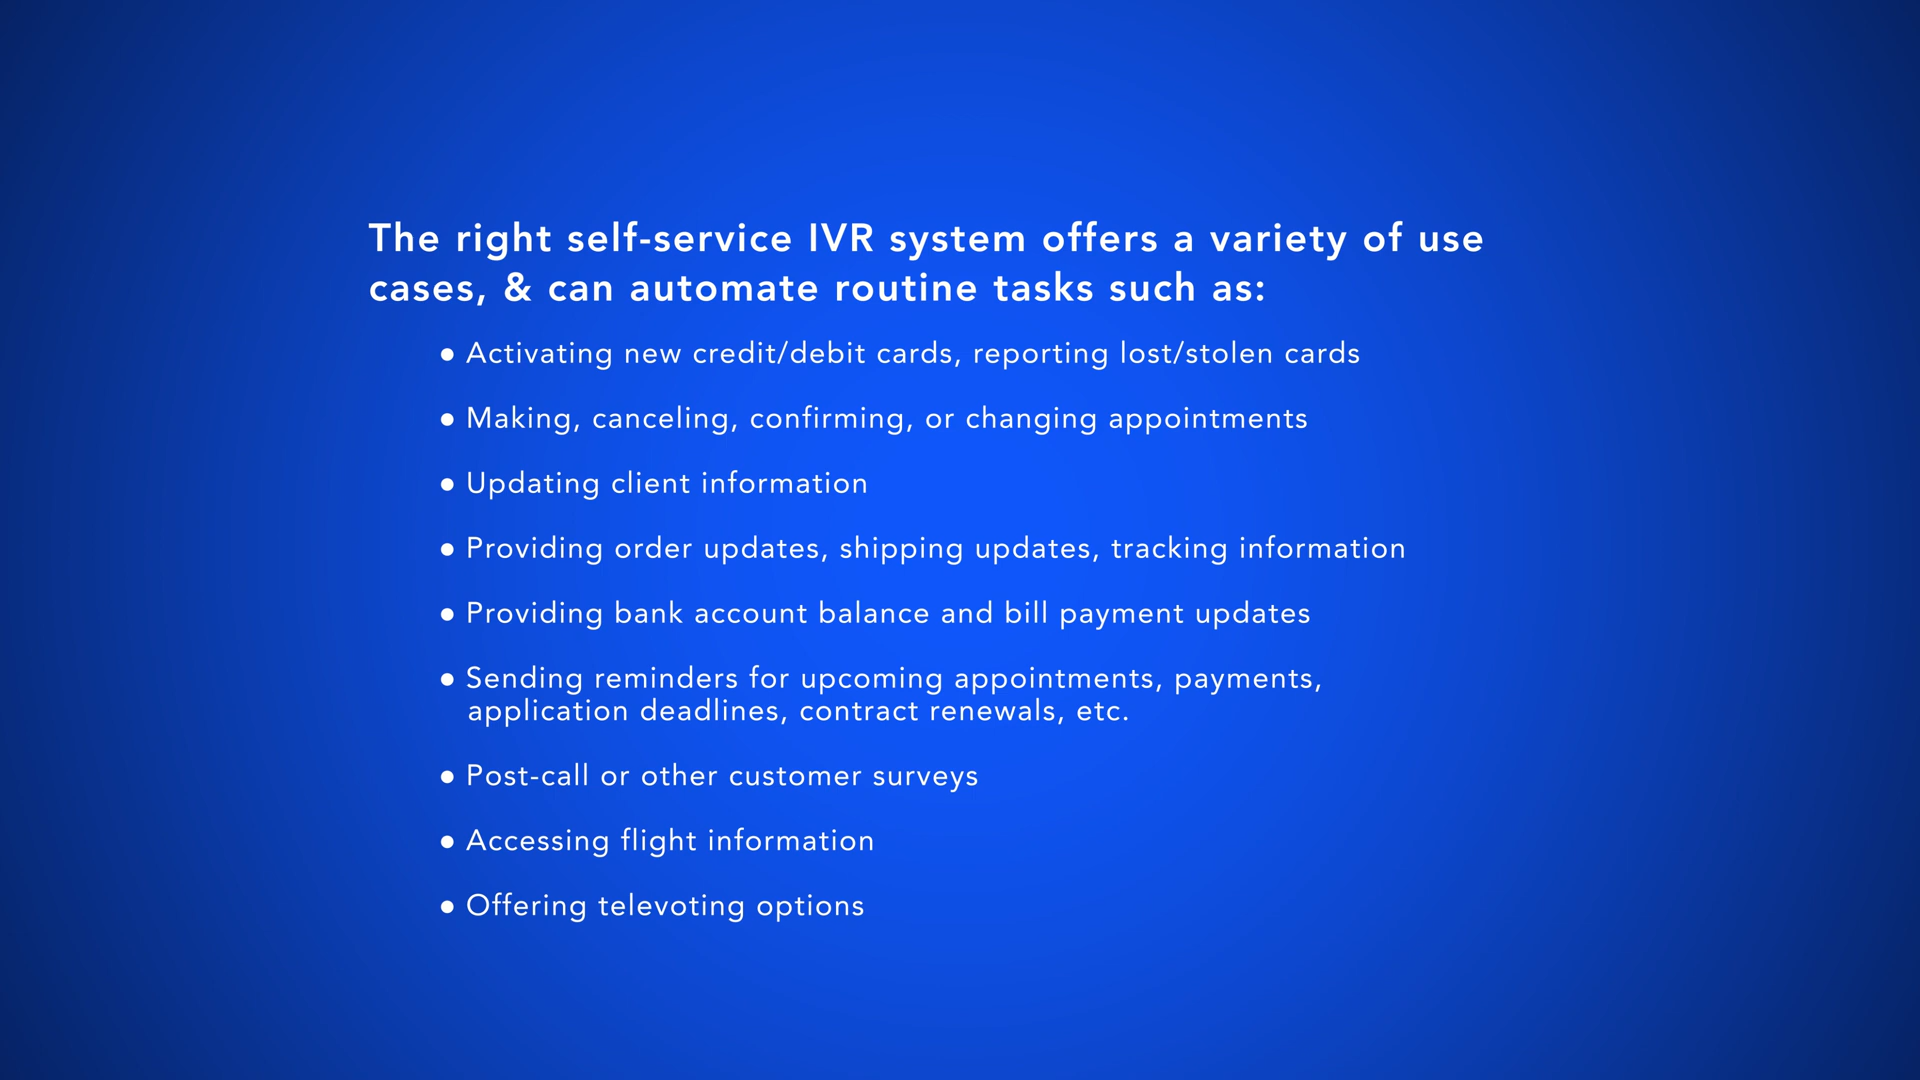 The right self-service IVR system offers a variety of use
cases, & can automate routine tasks such as:
● Activating new credit/debit cards, reporting lost/stolen cards
● Making, canceling, confirming, or changing appointments
● Updating client information
● Providing order updates, shipping updates, tracking information
● Providing bank account balance and bill payment updates
● Sending reminders for upcoming appointments, payments,
application deadlines, contract renewals, etc.
● Post-call or other customer surveys
● Accessing flight information
● Offering televoting options